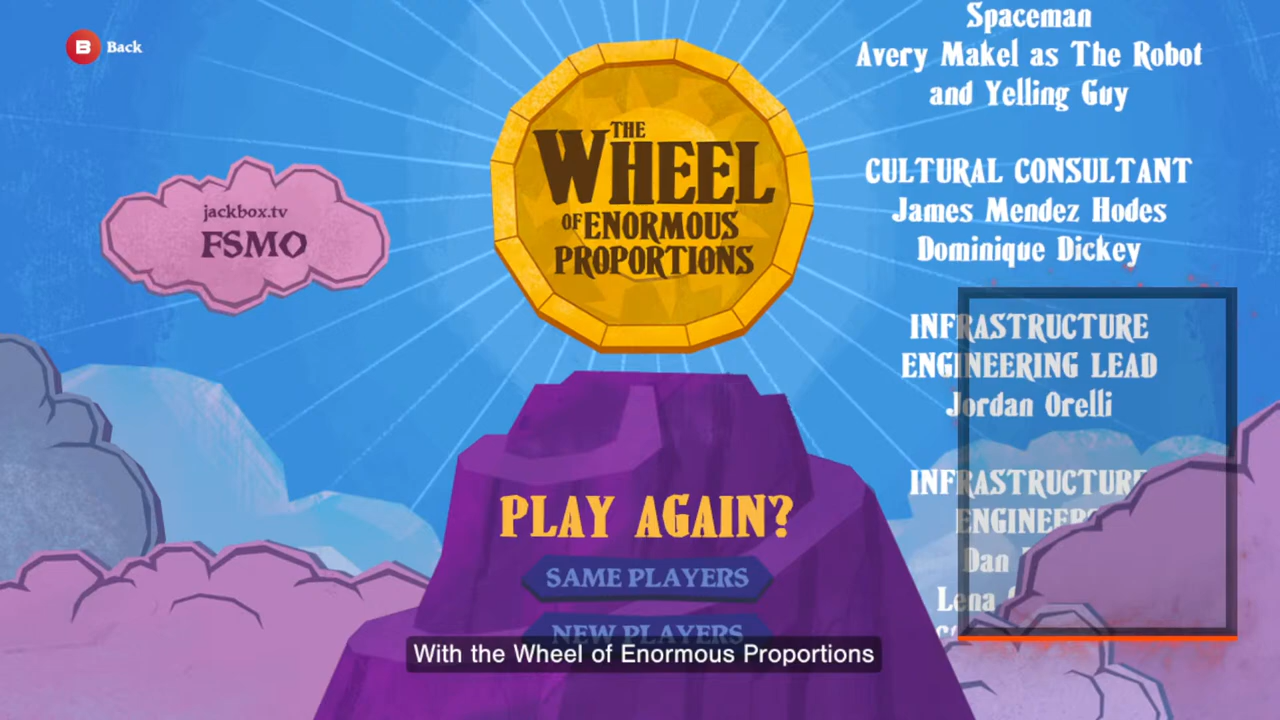 B Back
jackbox.tv
FSMO
THE
WHEEL
OF ENORMOUS
PROPORTIONS
PLAY AGAIN?
SAME PLAYERS
NEW PLAYERS
With the Wheel of Enormous Proportions
Spaceman
Avery Makel as The Robot
and Yelling Guy
CULTURAL CONSULTANT
James Mendez Hodes
Dominique Dickey
INFRASTRUCTURE
ENGINEERING LEAD
Jordan Orelli
INFRASTRUCTURE
Dan
Lena